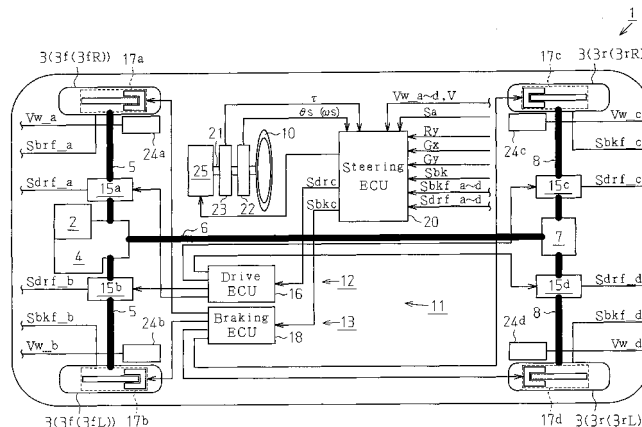 1
3(3f(3fR))
17a
17c
3(3r(3rR))
Vw_a
24a
Sbrf_a
21
τ
θs (ωs)
10
Vw_a~d.V
Sa
24c
Vw_c
Sbkf_c
5
25
23
22
Steering
ECU
20
Ry
Gx
Gy
Sbk
Sbkf_a~d
Sdrf_a~d
8
Sdrf_a
15a
Sdrc
Sbkc
15c
Sdrf_c
2
4
6
7
Sdrf_b
15b
Drive
ECU
16
12
11
15d
Sdrf_d
Sbkf_b
5
Braking
ECU
18
13
8
Sbkf_d
Vw_b
24b
24d
Vw_d
3(3f(3fL))
17b
17d
3(3r(3rL))